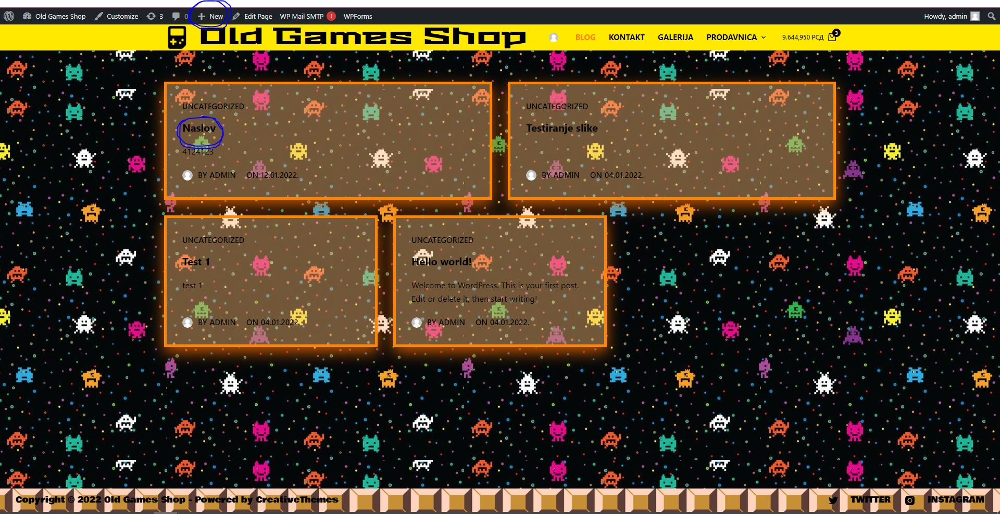 Old Games Shop Customize 3 0 New Edit Page WP Mail SMTP ! WPForms Howdy, admin
Old Games Shop BLOG KONTAKT GALERIJA PRODAVNICA 9.644,950 РСД 3
UNCATEGORIZED
Naslov
4124123
BY ADMIN ON 12.01.2022.
UNCATEGORIZED
Testiranje slike
BY ADMIN ON 04.01.2022.
UNCATEGORIZED
Test 1
test 1
BY ADMIN ON 04.01.2022.
UNCATEGORIZED
Hello world!
Welcome to WordPress. This is your first post.
Edit or delete it, then start writing!
BY ADMIN ON 04.01.2022.
Copyright © 2022 Old Games Shop - Powered by CreativeThemes TWITTER INSTAGRAM